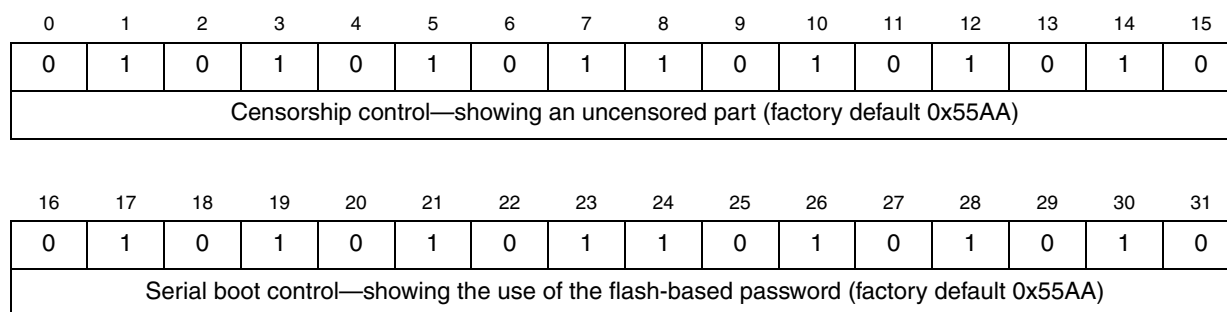 0 1 2 3 4 5 6 7 8 9 10 11 12 13 14 15
0 1 0 1 0 1 0 1 1 0 1 0 1 0 1 0
Censorship control—showing an uncensored part (factory default 0x55AA)
16 17 18 19 20 21 22 23 24 25 26 27 28 29 30 31
0 1 0 1 0 1 0 1 1 0 1 0 1 0 1 0
Serial boot control—showing the use of the flash-based password (factory default 0x55AA)